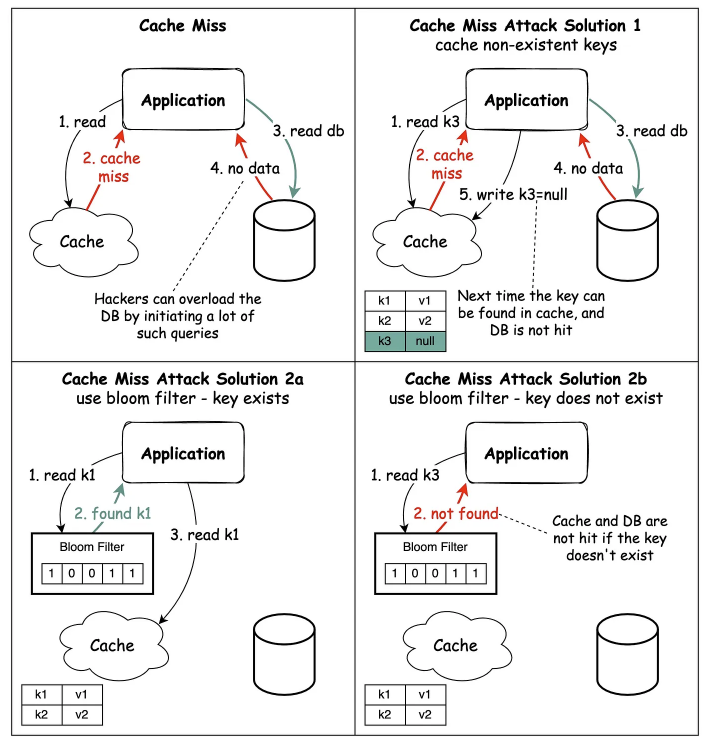 Cache Miss
Application
1. read
2. cache
miss
3. read db
4. no data
Cache
Hackers can overload the
DB by initiating a lot of
such queries
Cache Miss Attack Solution 1
cache non-existent keys
Application
1. read k3
2. cache
miss
3. read db
4. no data
5. write k3=null
Cache
k1 v1
k2 v2
k3 null
Next time the key can
be found in cache, and
DB is not hit
Cache Miss Attack Solution 2a
use bloom filter - key exists
Application
1. read k1
2. found k1
3. read k1
Bloom Filter
1 0 0 1 1
Cache
k1 v1
k2 v2
Cache Miss Attack Solution 2b
use bloom filter - key does not exist
Application
1. read k3
2. not found
Cache and DB are
not hit if the key
doesn't exist
Bloom Filter
1 0 0 1 1
Cache
k1 v1
k2 v2